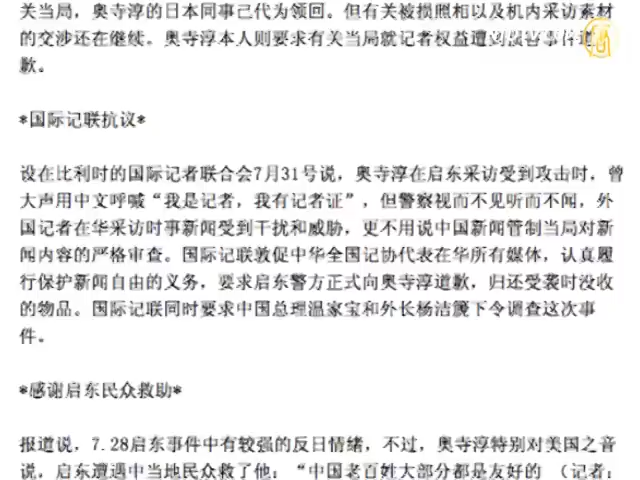 关当局，奥寺淳的日本同事己代为领回。但有关被损照相以及机内采访素材
的交涉还在继续。奥寺淳本人则要求有关当局就记者权益遭到损害事件道
歉。
*国际记联抗议*
设在比利时的国际记者联合会7月31号说，奥寺淳在启东采访受到攻击时，曾
大声用中文呼喊“我是记者，我有记者证”，但警察视而不见听而不闻，外
国记者在华采访时事新闻受到干扰和威胁，更不用说中国新闻管制当局对新
闻内容的严格审查。国际记联敦促中华全国记协代表在华所有媒体，认真履
行保护新闻自由的义务，要求启东警方正式向奥寺淳道歉，归还受袭时没收
的物品。国际记联同时要求中国总理温家宝和外长杨洁篪下令调查这次事
件。
*感谢启东民众救助*
报道说，7.28启东事件中有较强的反日情绪，不过，奥寺淳特别对美国之音
说，启东遭遇中当地民众救了他：“中国老百姓大部分都是友好的（记者：